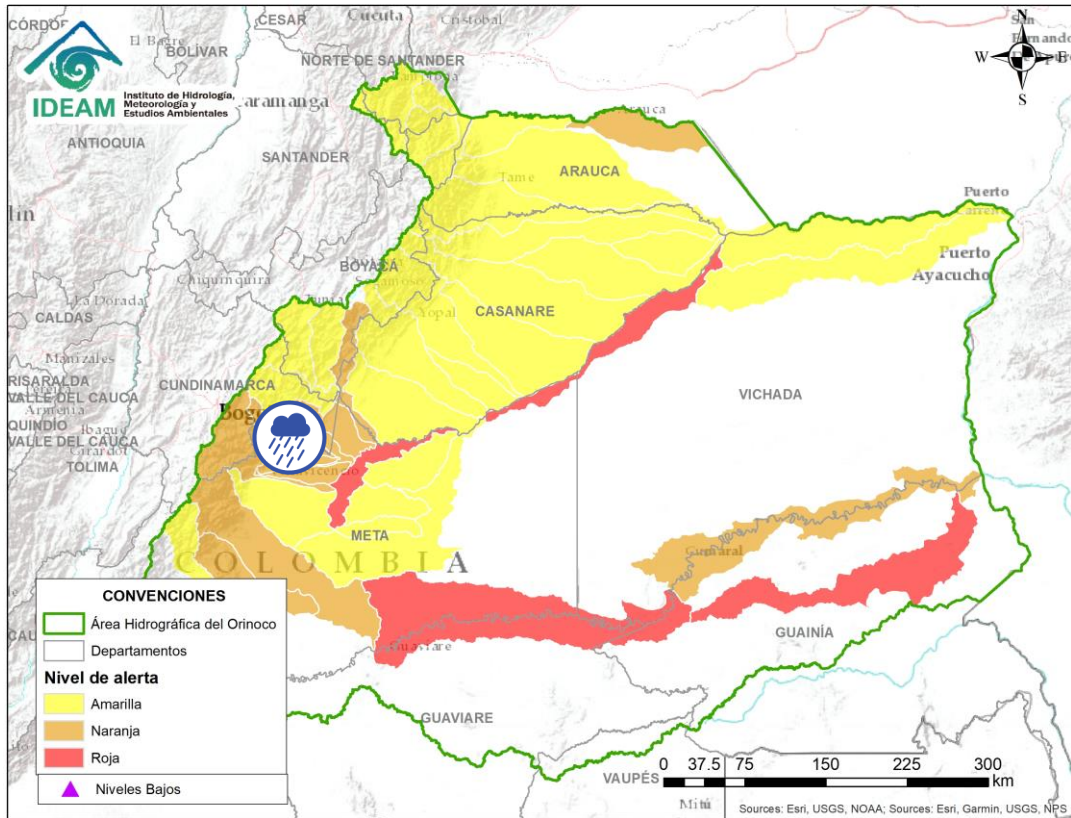 IDEAM
Instituto de Hidrología,
Meteorología y
Estudios Ambientales
N
W
E
S
CESAR
Cucuta
Cristobal
El Bagre
BOLÍVAR
NORTE DE SANTANDER
San
Fernando
aramanga
Arauca
ANTIOQUIA
SANTANDER
ARAUCA
Tame
Puerto
Carreño
Puerto
Ayacucho
BOYACÁ
Chiquinquira
La Dorada
Yopal
CASANARE
CALDAS
Manizales
VICHADA
RISARALDA
CUNDINAMARCA
VALLE DEL CAUCA
Armenia
QUINDÍO
Ibague
VALLE DEL CAUCA
Girardot
TOLIMA
META
COLOMBIA
GUAINÍA
GUAVIARE
VAUPÉS
Mitú
CONVENCIONES
Área Hidrográfica del Orinoco
Departamentos
Nivel de alerta
Amarilla
Naranja
Roja
Niveles Bajos
0 37.5 75 150 225 300
km
Sources: Esri, USGS, NOAA; Sources: Esri, Garmin, USGS, NPS